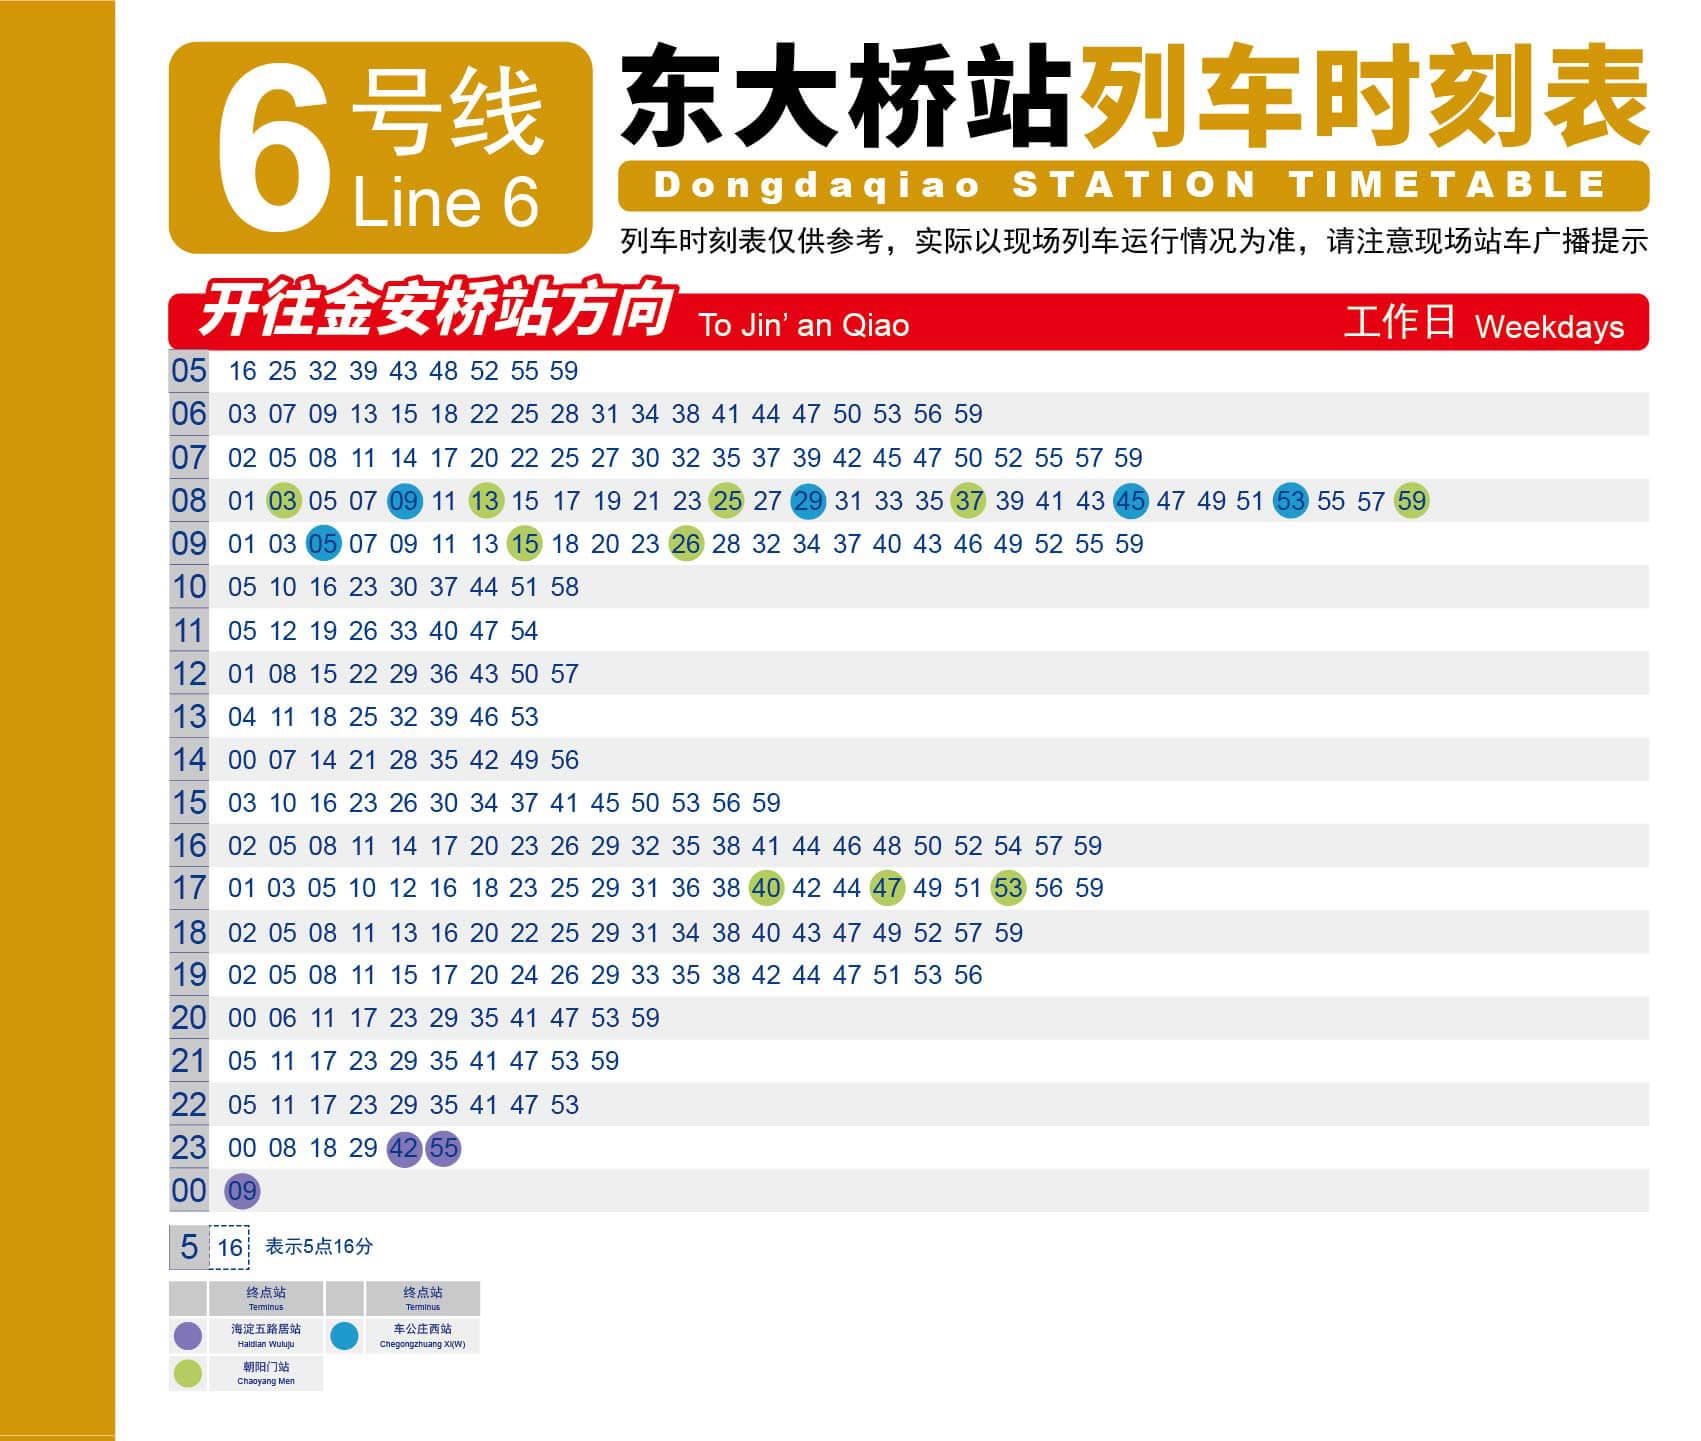 6号线
Line 6
东大桥站列车时刻表
Dongdaqiao STATION TIMETABLE
列车时刻表仅供参考，实际以现场列车运行情况为准，请注意现场站车广播提示
开往金安桥站方向 To Jin’ an Qiao 工作日 Weekdays
05 16 25 32 39 43 48 52 55 59
06 03 07 09 13 15 18 22 25 28 31 34 38 41 44 47 50 53 56 59
07 02 05 08 11 14 17 20 22 25 27 30 32 35 37 39 42 45 47 50 52 55 57 59
08 01 03 05 07 09 11 13 15 17 19 21 23 25 27 29 31 33 35 37 39 41 43 45 47 49 51 53 55 57 59
09 01 03 05 07 09 11 13 15 18 20 23 26 28 32 34 37 40 43 46 49 52 55 59
10 05 10 16 23 30 37 44 51 58
11 05 12 19 26 33 40 47 54
12 01 08 15 22 29 36 43 50 57
13 04 11 18 25 32 39 46 53
14 00 07 14 21 28 35 42 49 56
15 03 10 16 23 26 30 34 37 41 45 50 53 56 59
16 02 05 08 11 14 17 20 23 26 29 32 35 38 41 44 46 48 50 52 54 57 59
17 01 03 05 10 12 16 18 23 25 29 31 36 38 40 42 44 47 49 51 53 56 59
18 02 05 08 11 13 16 20 22 25 29 31 34 38 40 43 47 49 52 57 59
19 02 05 08 11 15 17 20 24 26 29 33 35 38 42 44 47 51 53 56
20 00 06 11 17 23 29 35 41 47 53 59
21 05 11 17 23 29 35 41 47 53 59
22 05 11 17 23 29 35 41 47 53
23 00 08 18 29 42 55
00 09
5 16 表示5点16分
终点站 终点站
Terminus Terminus
海淀五路居站 车公庄西站
Haidian Wuluju Chegongzhuang Xi(W)
朝阳门站
Chaoyang Men